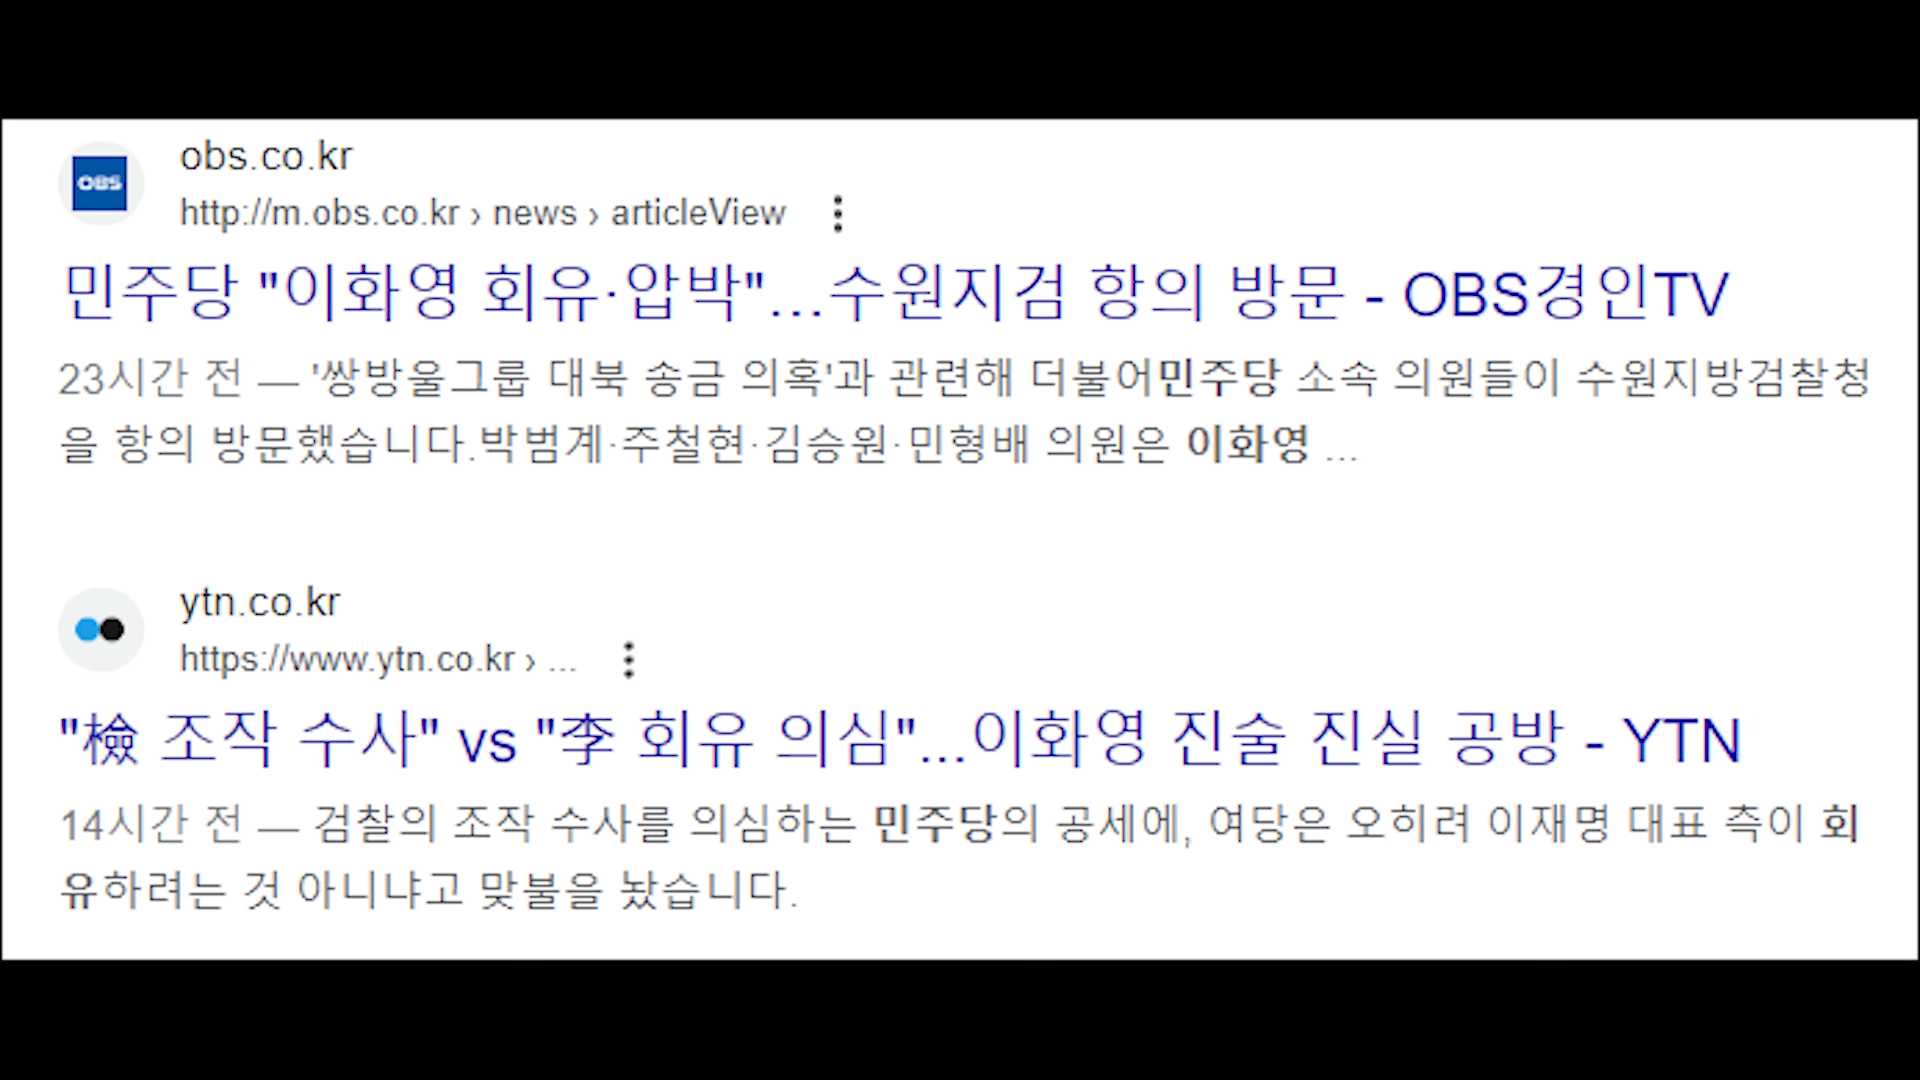 OBS
obs.co.kr
http://m.obs.co.kr › news › articleView
민주당 "이화영 회유·압박"...수원지검 항의 방문 - OBS경인TV
23시간 전 — '쌍방울그룹 대북 송금 의혹'과 관련해 더불어민주당 소속 의원들이 수원지방검찰청
을 항의 방문했습니다.박범계·주철현·김승원·민형배 의원은 이화영 ...
ytn.co.kr
https://www.ytn.co.kr › ...
"檢 조작 수사" vs "李 회유 의심"...이화영 진술 진실 공방 - YTN
14시간 전 — 검찰의 조작 수사를 의심하는 민주당의 공세에, 여당은 오히려 이재명 대표 측이 회
유하려는 것 아니냐고 맞불을 놨습니다.